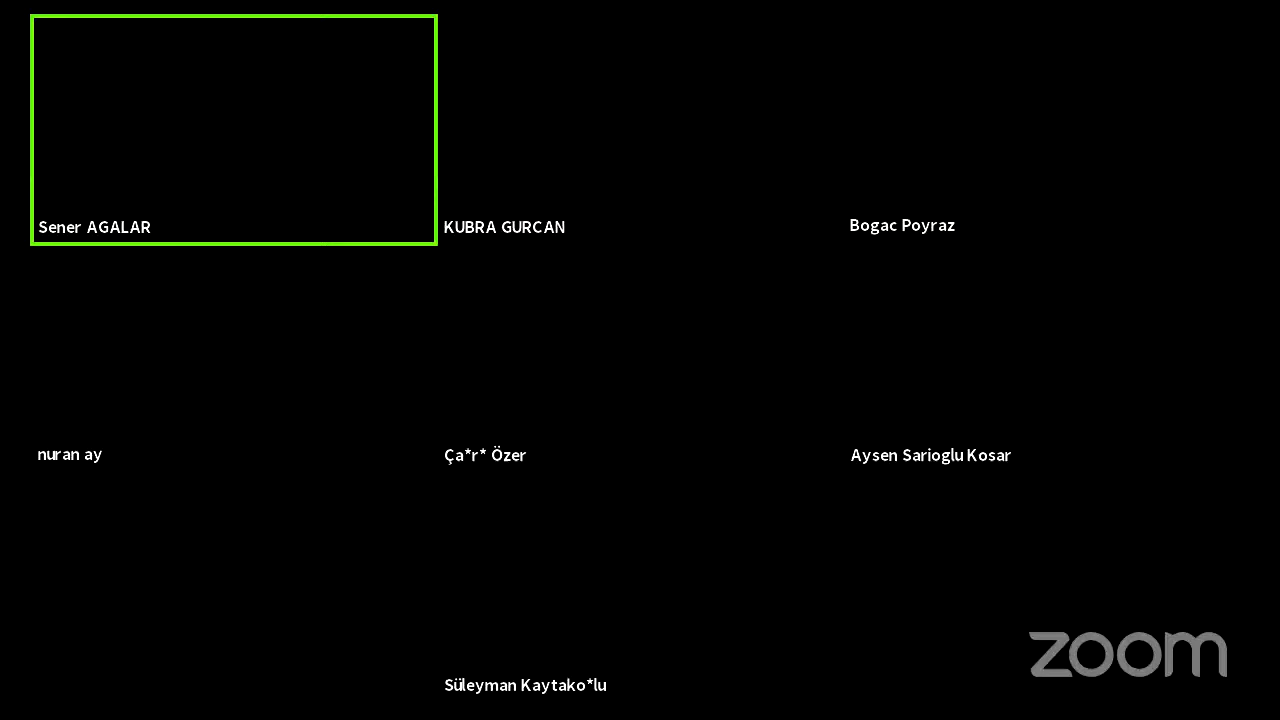 Sener AGALAR
KUBRA GURCAN
Bogac Poyraz
nuran ay
Ça*r* Özer
Aysen Sarioglu Kosar
Süleyman Kaytako*lu
zoom